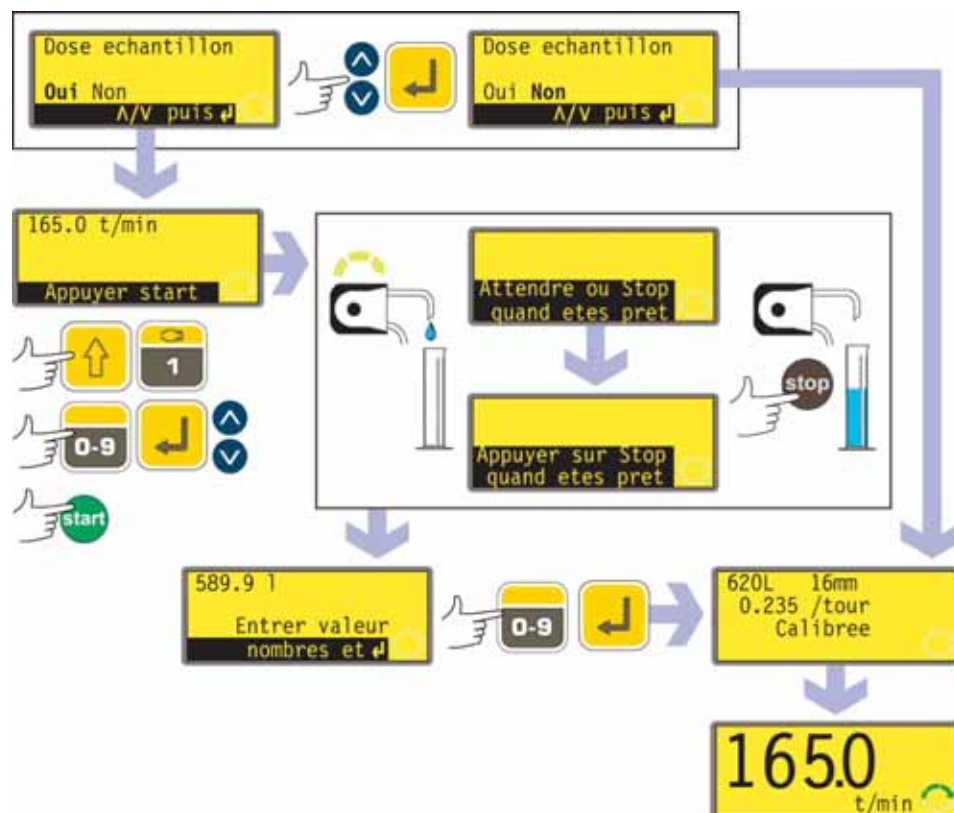 Dose echantillon
Oui Non
Λ/V puis ↲
Dose echantillon
Oui Non
Λ/V puis ↲
165.0 t/min
Appuyer start
1
0-9
start
Attendre ou Stop
quand etes pret
Appuyer sur Stop
quand etes pret
stop
589.9 l
Entrer valeur
nombres et ↲
0-9
620L 16mm
0.235 /tour
Calibree
165.0
t/min